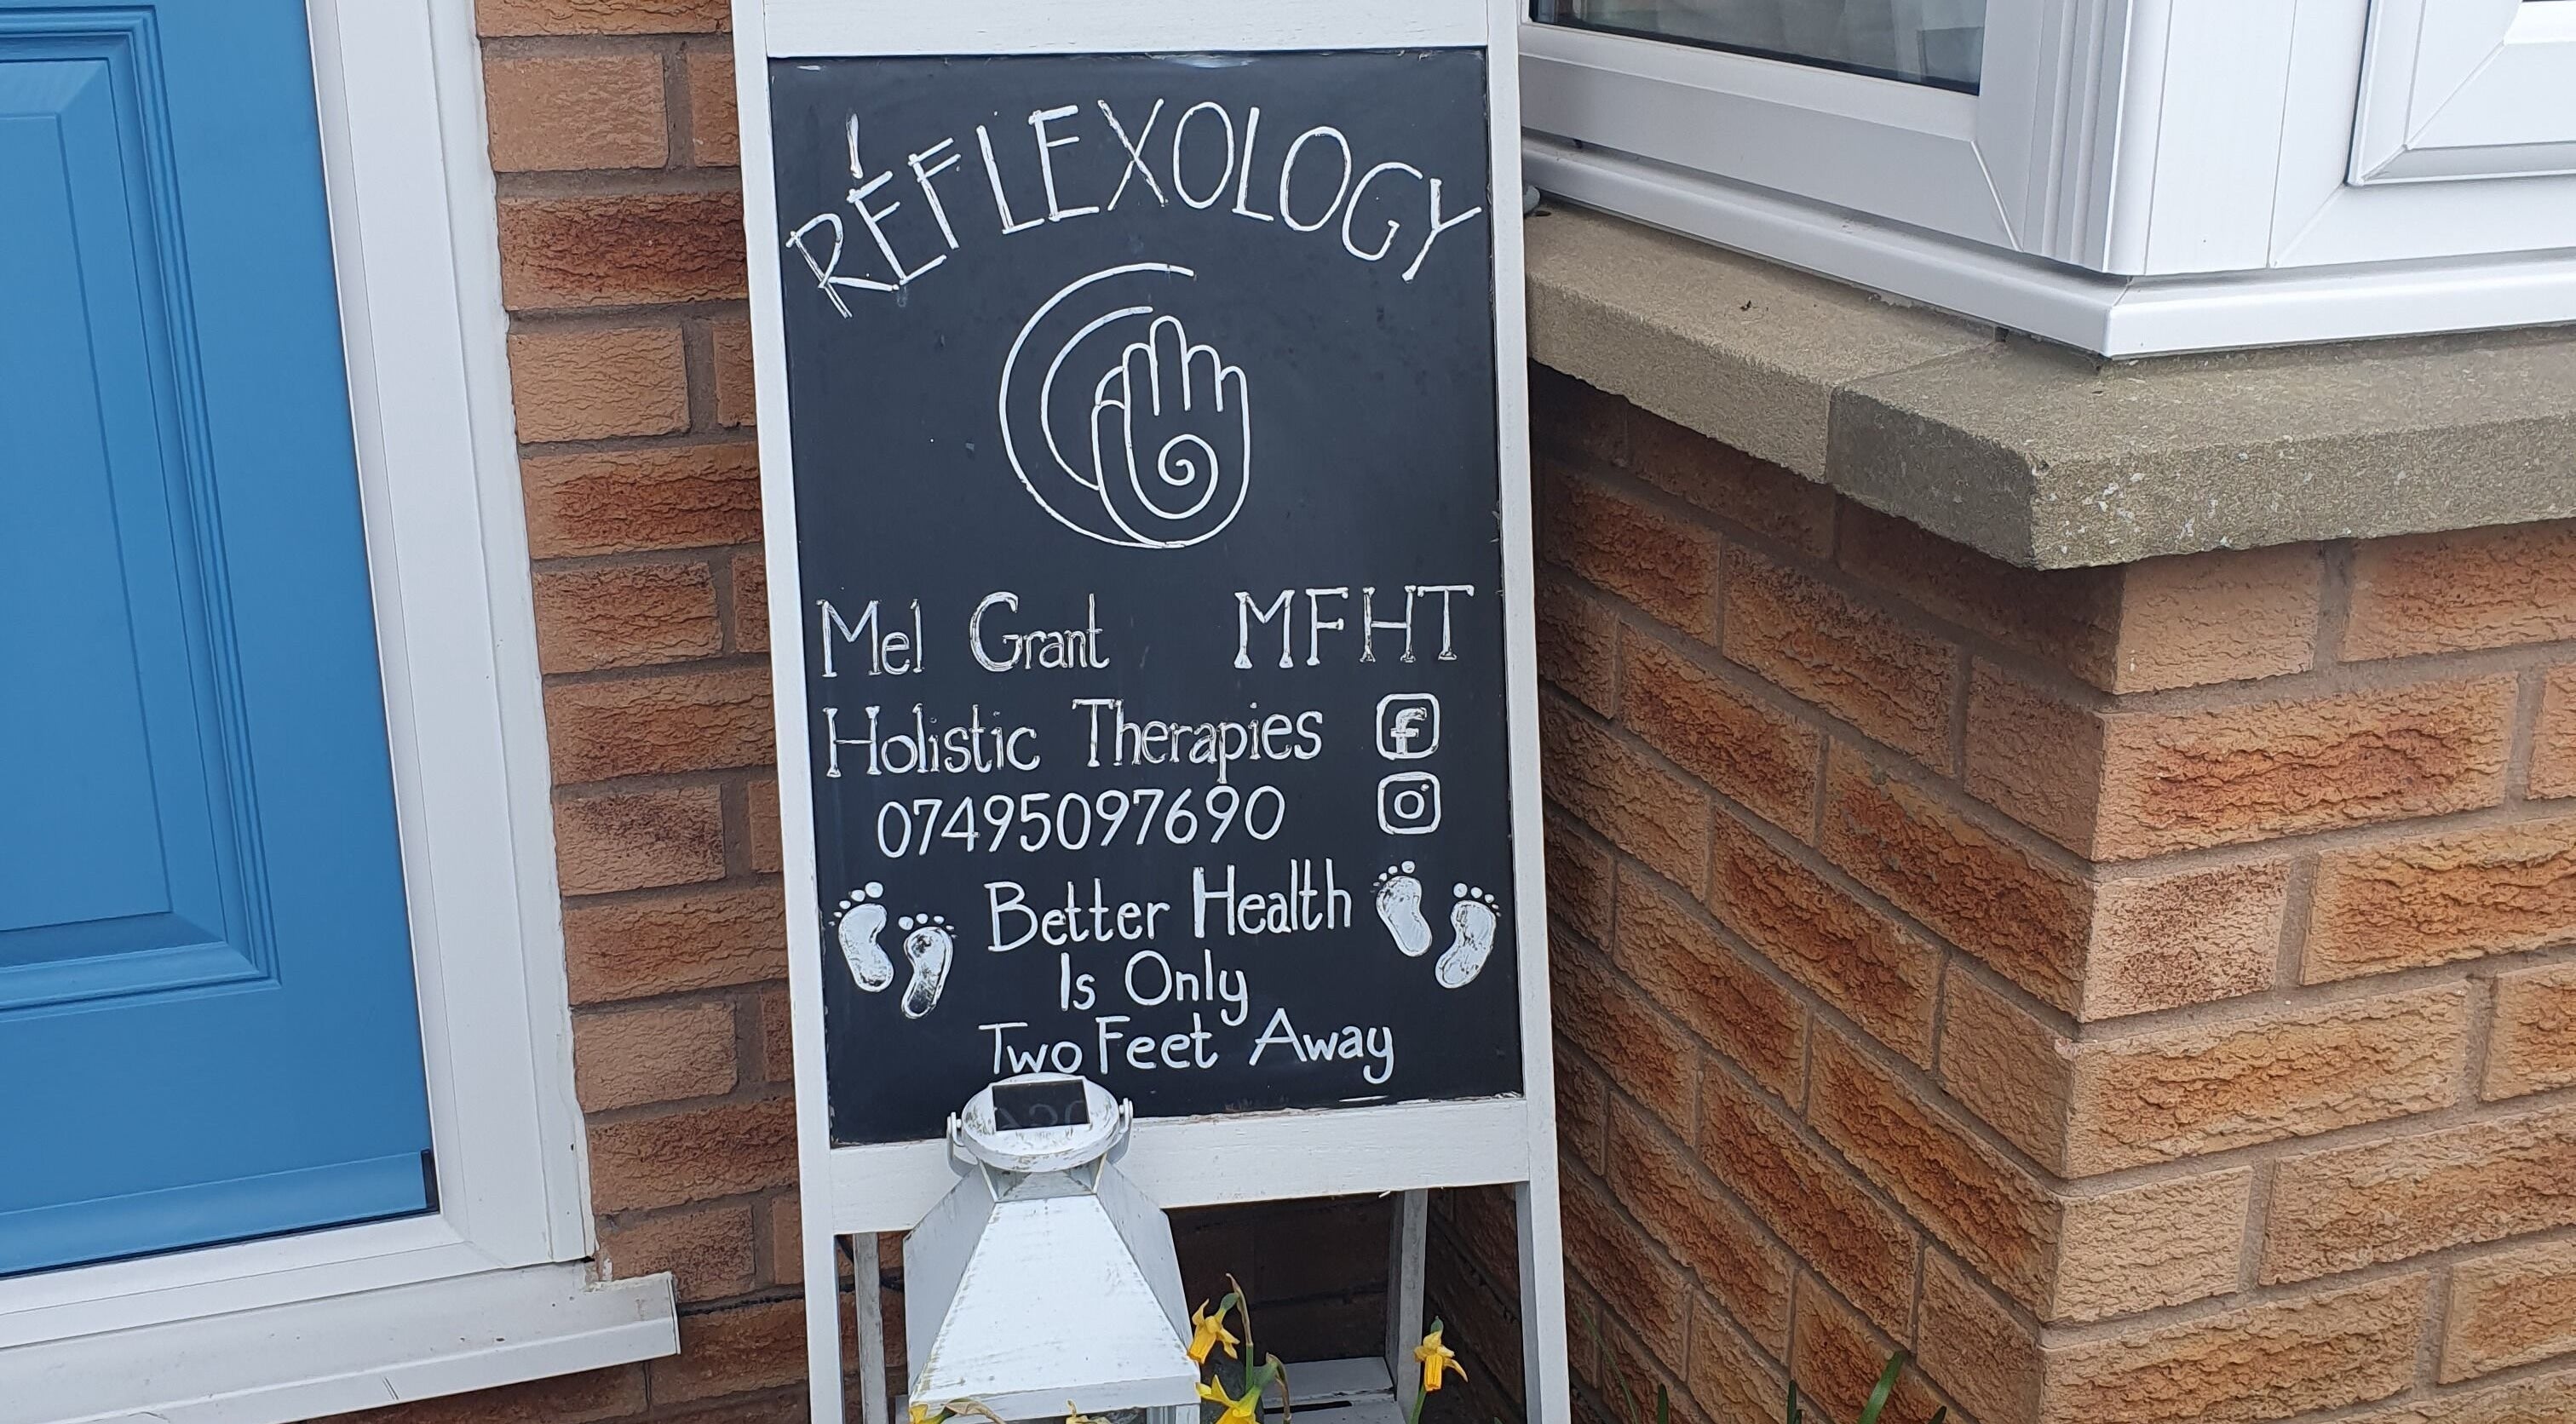 REFLEXOLOGY
Mel Grant MFHT
Holistic Therapies
07495097690
Better Health
Is Only
Two Feet Away